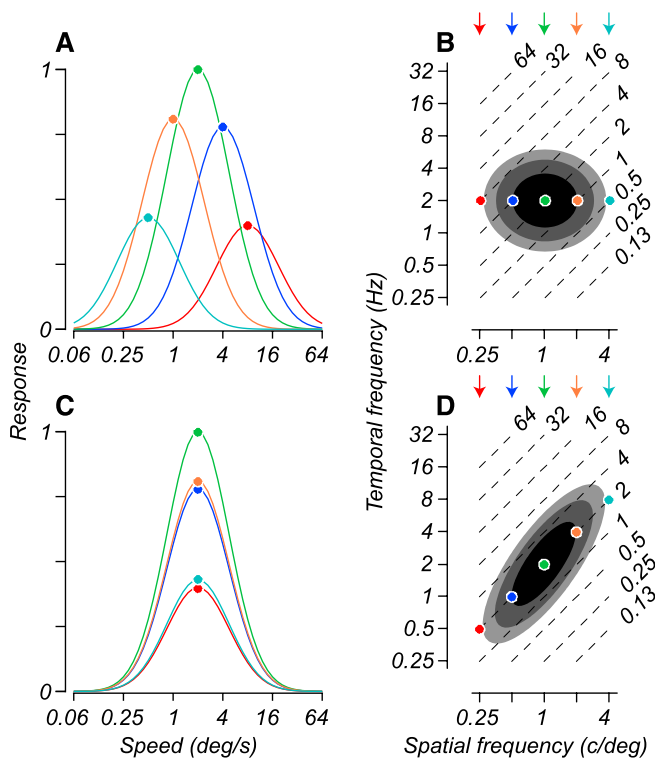 A
1
0
0.06 0.25 1 4 16 64
Response
B
64 32 16 8
4
2
1
0.5
0.25
0.13
32
16
8
4
2
1
0.5
0.25
Temporal frequency (Hz)
0.25 1 4
C
1
0
0.06 0.25 1 4 16 64
Speed (deg/s)
D
64 32 16 8
4
2
1
0.5
0.25
0.13
32
16
8
4
2
1
0.5
0.25
0.25 1 4
Spatial frequency (c/deg)